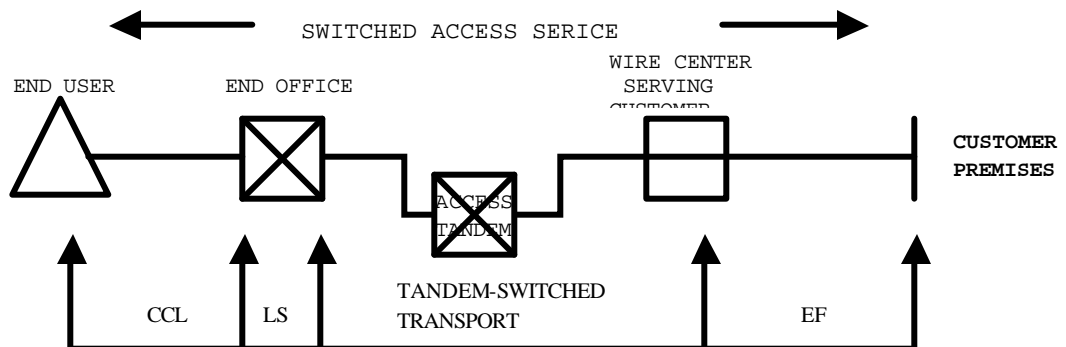 SWITCHED ACCESS SERICE
WIRE CENTER
SERVING
CUSTOMER
END USER
END OFFICE
CUSTOMER
PREMISES
ACCESS
TANDEM
TANDEM-SWITCHED
TRANSPORT
CCL
LS
EF